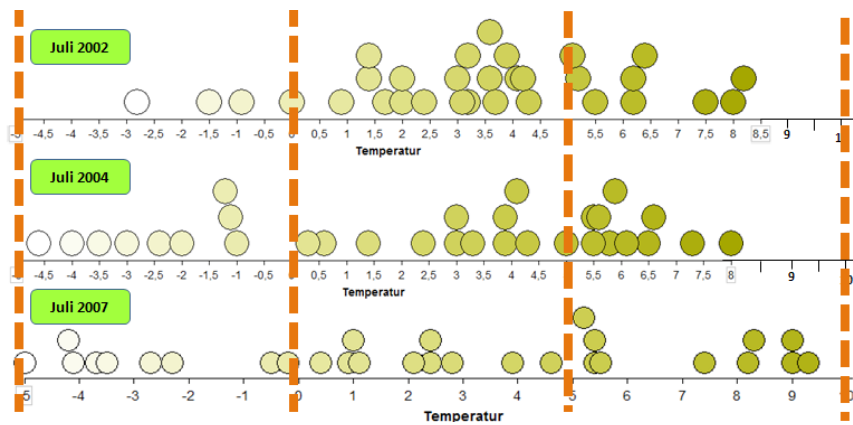 Juli 2002
-5 -4,5 -4 -3,5 -3 -2,5 -2 -1,5 -1 -0,5 0 0,5 1 1,5 2 2,5 3 3,5 4 4,5 5 5,5 6 6,5 7 7,5 8 8,5 9
Temperatur
Juli 2004
-4,5 -4 -3,5 -3 -2,5 -2 -1,5 -1 -0,5 0 0,5 1 1,5 2 2,5 3 3,5 4 4,5 5,5 6 6,5 7 7,5 8 9
Temperatur
Juli 2007
-5 -4 -3 -2 -1 0 1 2 3 4 5 6 7 8 9 10
Temperatur